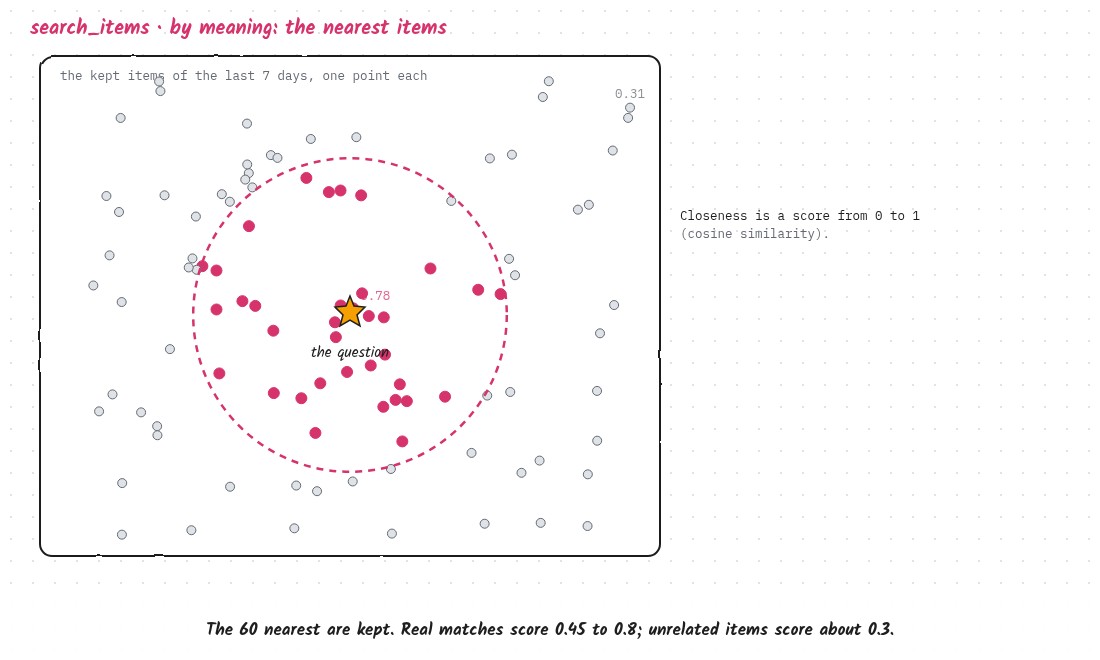 search_items · by meaning: the nearest items
the kept items of the last 7 days, one point each
0.31
Closeness is a score from 0 to 1
(cosine similarity).
.78
the question
The 60 nearest are kept. Real matches score 0.45 to 0.8; unrelated items score about 0.3.